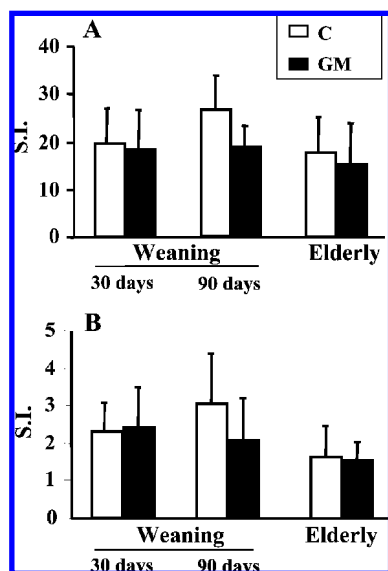 A
C
GM
40
30
20
10
0
S.I.
Weaning Elderly
30 days 90 days
B
5
4
3
2
1
0
S.I.
Weaning Elderly
30 days 90 days